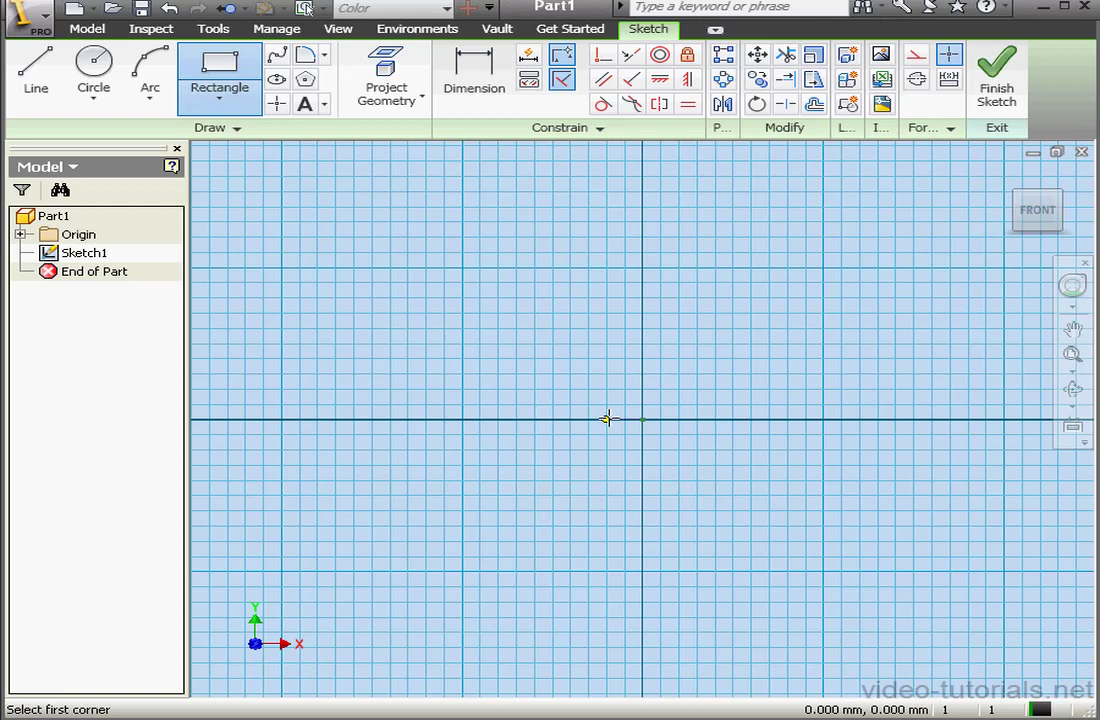 Color
Part1
Type a keyword or phrase
PRO
Model
Inspect
Tools
Manage
View
Environments
Vault
Get Started
Sketch
Line
Circle
Arc
Rectangle
A
Project
Geometry
Dimension
Finish
Sketch
Draw
Constrain
P...
Modify
L...
I...
For...
Exit
Model
Part1
Origin
Sketch1
End of Part
FRONT
Y
X
video-tutorials.net
Select first corner
0.000 mm, 0.000 mm
1
1